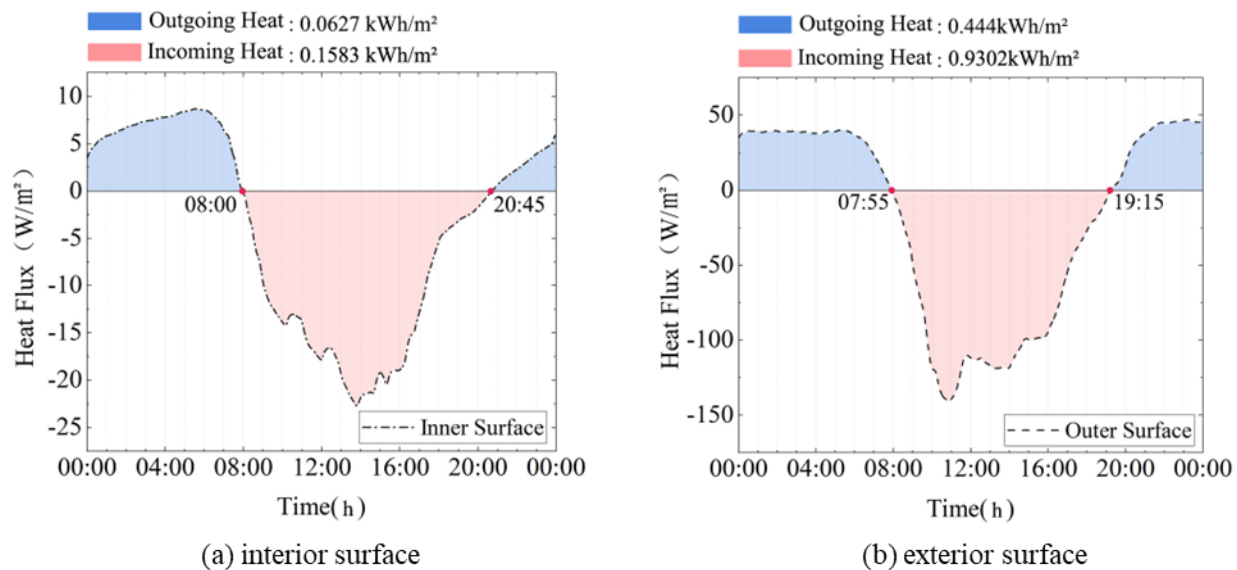 Outgoing Heat : 0.0627 kWh/m²
Incoming Heat : 0.1583 kWh/m²
10
5
0
-5
-10
-15
-20
-25
Heat Flux (W/m²)
08:00
20:45
Inner Surface
00:00 04:00 08:00 12:00 16:00 20:00 00:00
Time(h)
(a) interior surface
Outgoing Heat : 0.444kWh/m²
Incoming Heat : 0.9302kWh/m²
50
0
-50
-100
-150
Heat Flux (W/m²)
07:55
19:15
Outer Surface
00:00 04:00 08:00 12:00 16:00 20:00 00:00
Time(h)
(b) exterior surface